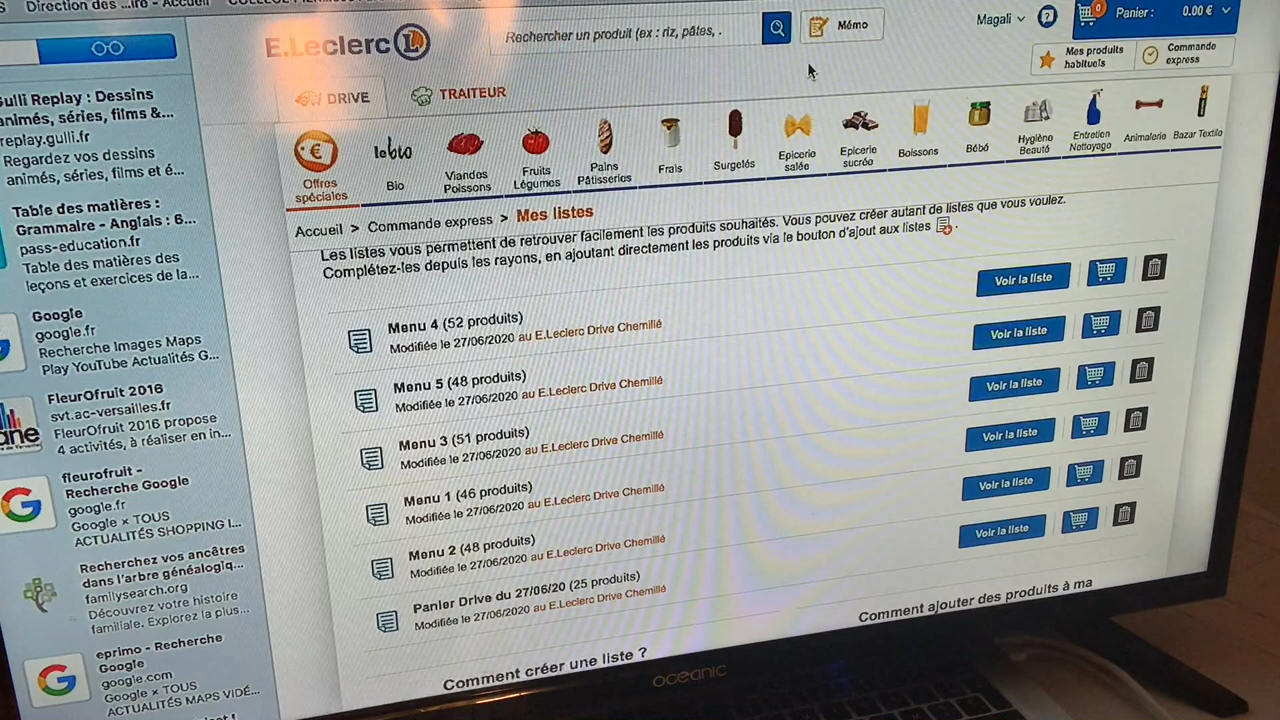 Direction des ...ire - Accueil
E.Leclerc L
Rechercher un produit (ex : riz, pâtes, .
Mémo
Magali
?
0
Panier : 0.00 €
Mes produits
habituels
Commande
express
DRIVE
TRAITEUR
Offres
spéciales
le bio
Bio
Viandes
Poissons
Fruits
Légumes
Pains
Pâtisseries
Frais
Surgelés
Epicerie
salée
Epicerie
sucrée
Boissons
Bébé
Hygiène
Beauté
Entretien
Nettoyage
Animalerie
Bazar Textile
Accueil > Commande express > Mes listes
Les listes vous permettent de retrouver facilement les produits souhaités. Vous pouvez créer autant de listes que vous voulez.
Complétez-les depuis les rayons, en ajoutant directement les produits via le bouton d'ajout aux listes .
Menu 4 (52 produits)
Modifiée le 27/06/2020 au E.Leclerc Drive Chemillé
Voir la liste
Menu 5 (48 produits)
Modifiée le 27/06/2020 au E.Leclerc Drive Chemillé
Voir la liste
Menu 3 (51 produits)
Modifiée le 27/06/2020 au E.Leclerc Drive Chemillé
Voir la liste
Menu 1 (46 produits)
Modifiée le 27/06/2020 au E.Leclerc Drive Chemillé
Voir la liste
Menu 2 (48 produits)
Modifiée le 27/06/2020 au E.Leclerc Drive Chemillé
Voir la liste
Panier Drive du 27/06/20 (25 produits)
Modifiée le 27/06/2020 au E.Leclerc Drive Chemillé
Voir la liste
Comment créer une liste ?
Comment ajouter des produits à ma
oceanic
Gulli Replay : Dessins
animés, séries, films &...
replay.gulli.fr
Regardez vos dessins
animés, séries, films et é...
Table des matières :
Grammaire - Anglais : 6...
pass-education.fr
Table des matières des
leçons et exercices de la...
Google
google.fr
Recherche Images Maps
Play YouTube Actualités G...
FleurOfruit 2016
svt.ac-versailles.fr
FleurOfruit 2016 propose
4 activités, à réaliser en in...
fleurofruit -
Recherche Google
google.fr
Google × TOUS
ACTUALITÉS SHOPPING I...
Recherchez vos ancêtres
dans l'arbre généalogiq...
familysearch.org
Découvrez votre histoire
familiale. Explorez la plus...
eprimo - Recherche
Google
google.com
Google × TOUS
ACTUALITÉS MAPS VIDÉ...